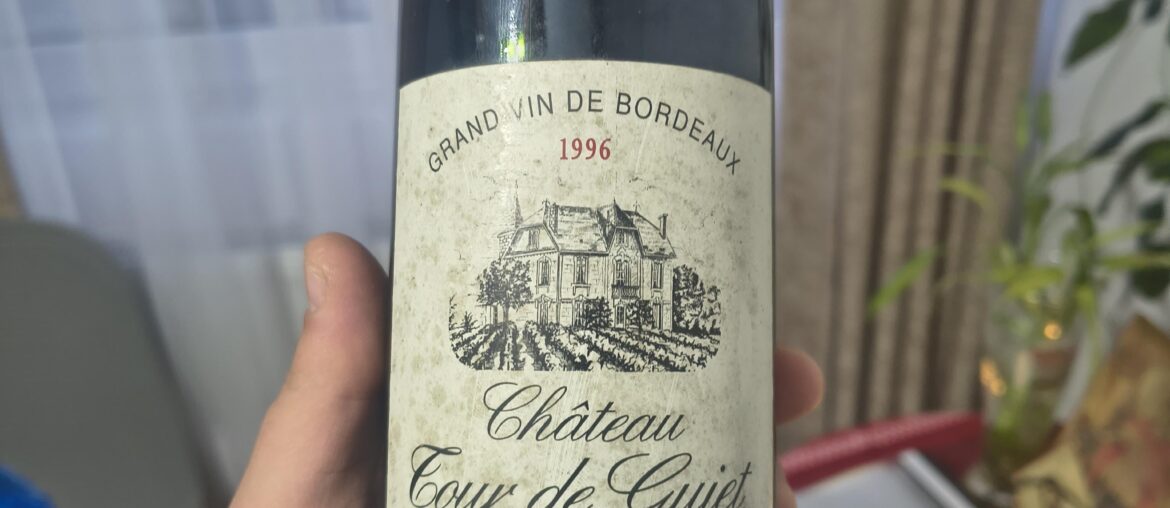 GRAND VIN DE BORDEAUX
1996
Château
Tour de Guiet